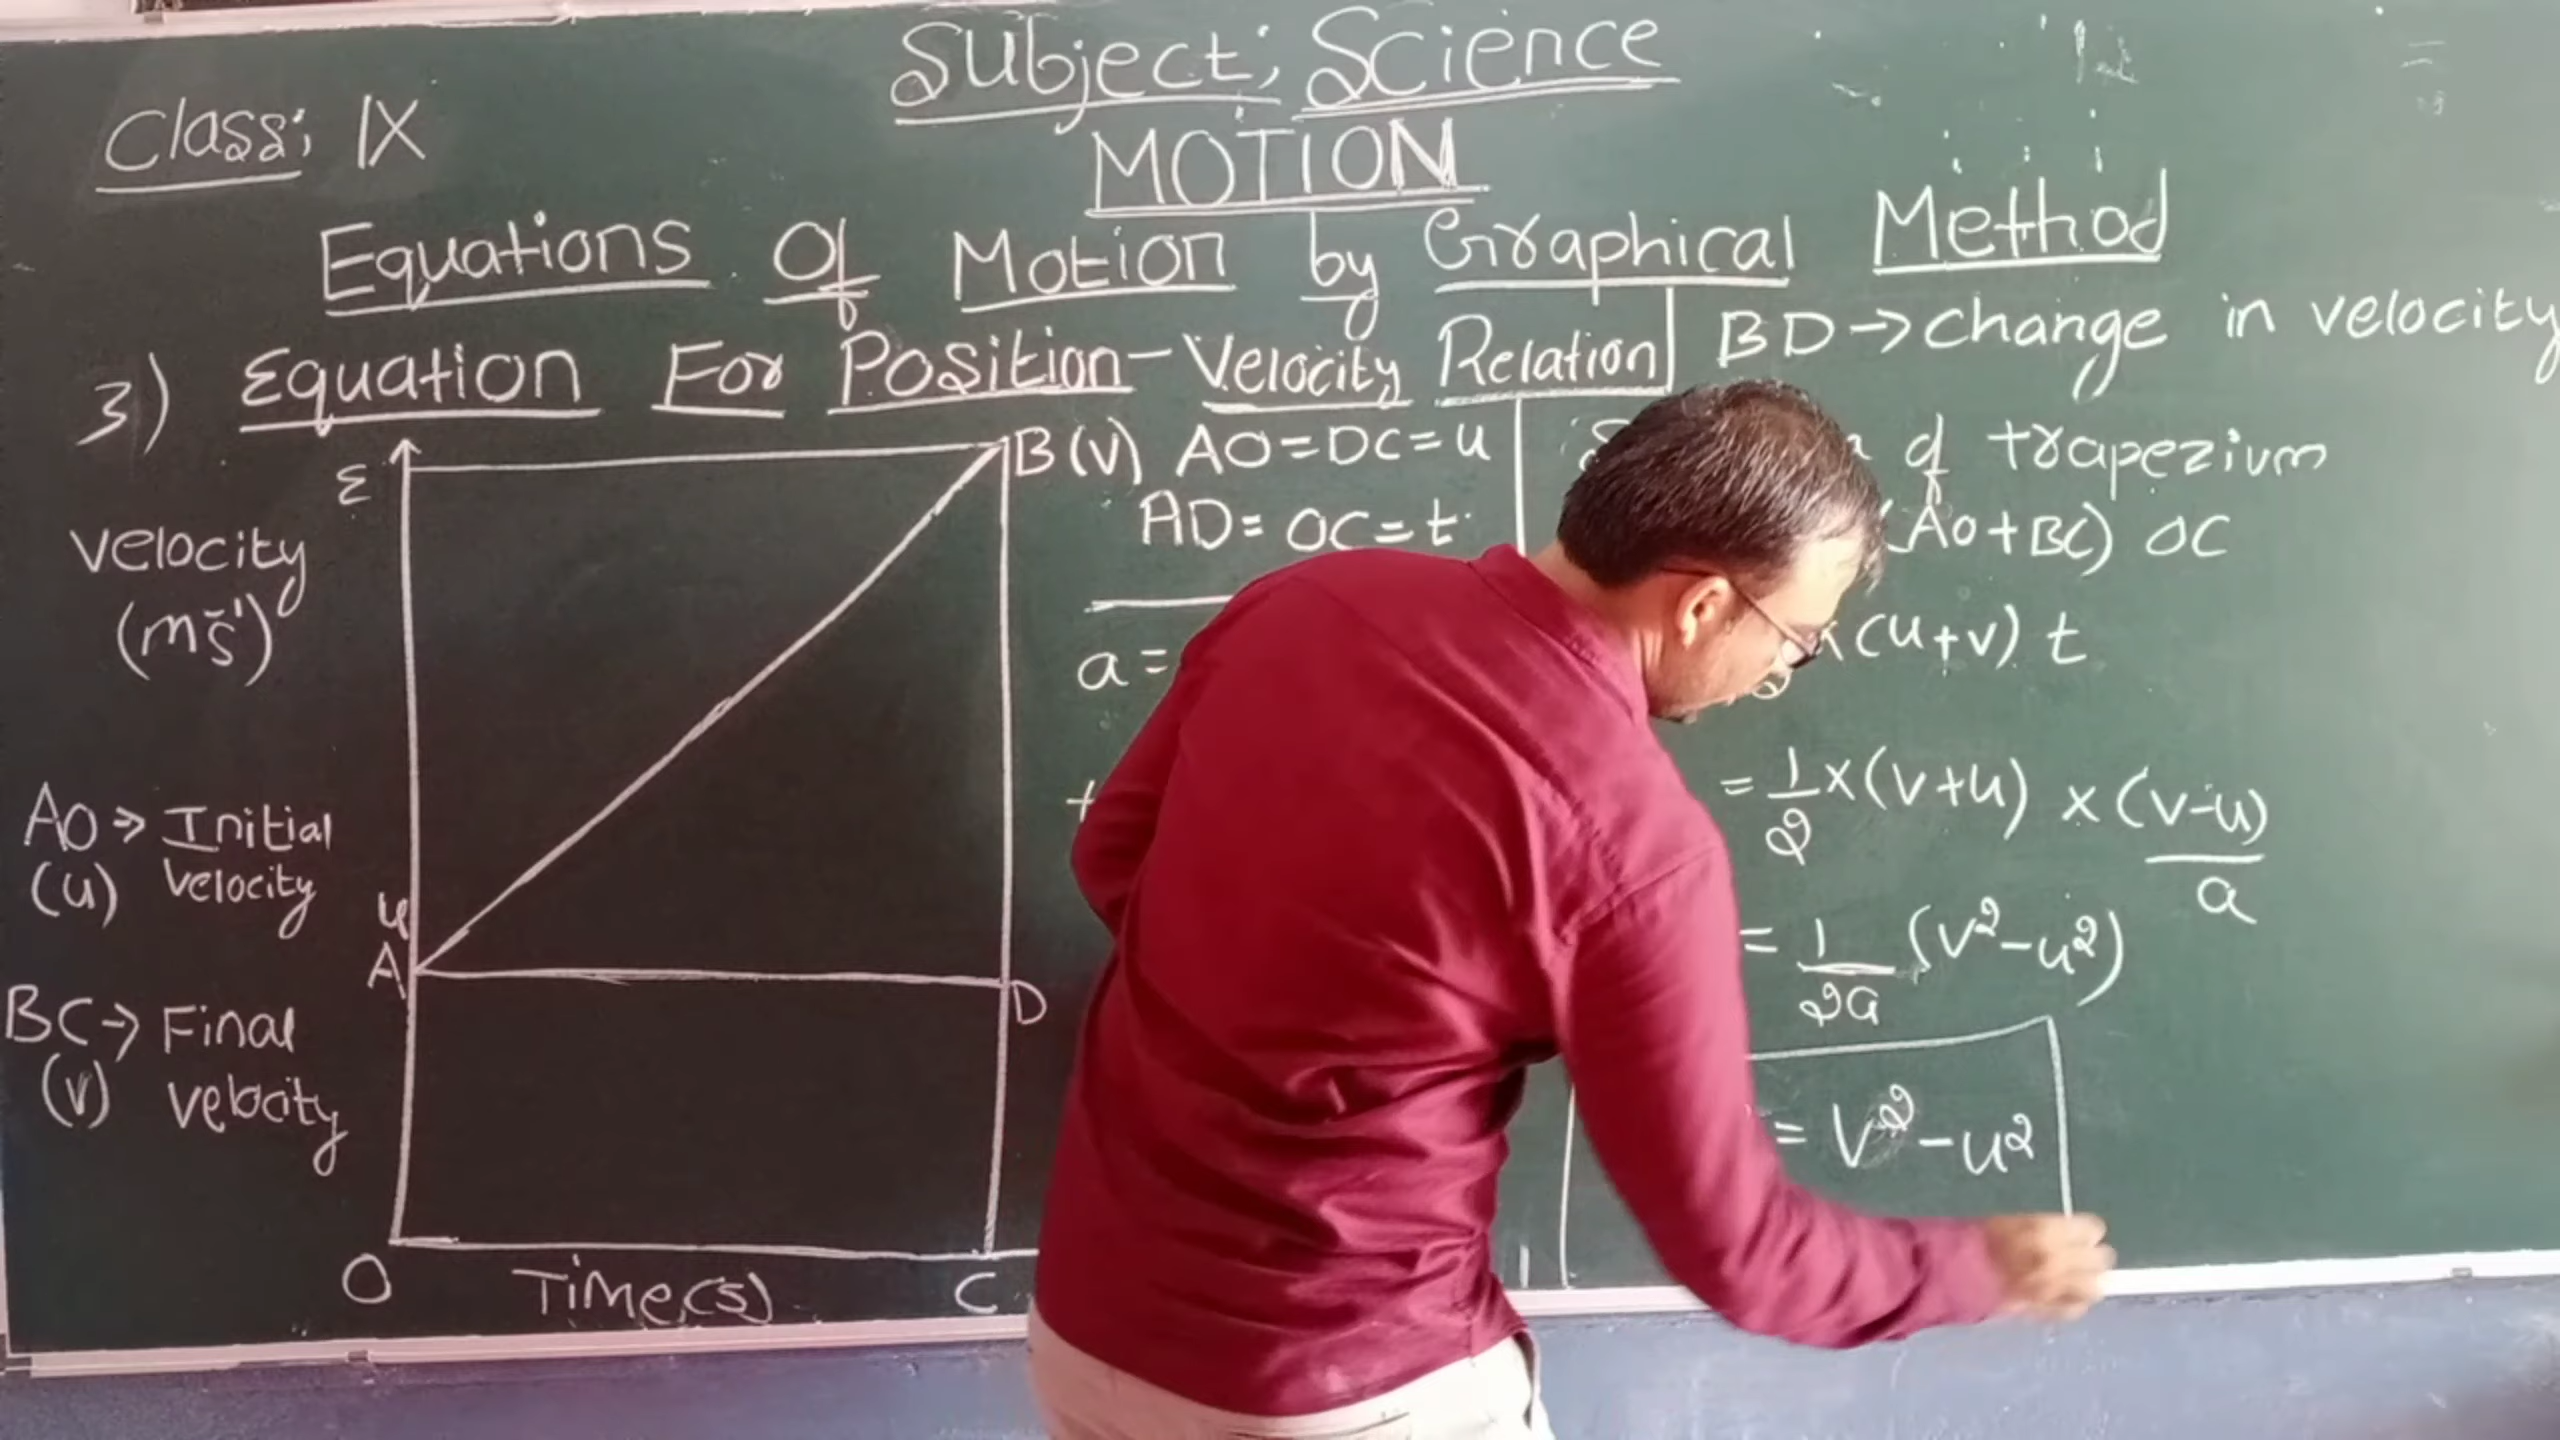 Subject; Science
Class; IX
MOTION
Equations Of Motion by Graphical Method
3) Equation For Position-Velocity Relation
BD→change in velocity
E
B(V)
velocity
(ms⁻¹)
AO→Initial
(u) velocity
u
A
D
BC→Final
(v) velocity
O
Time(s)
C
AO=DC=u
AD=OC=t
a=
of trapezium
(AO+BC) OC
(u+v) t
=1/2×(v+u) ×(v-u)/a
=1/2a (v²-u²)
= v²-u²